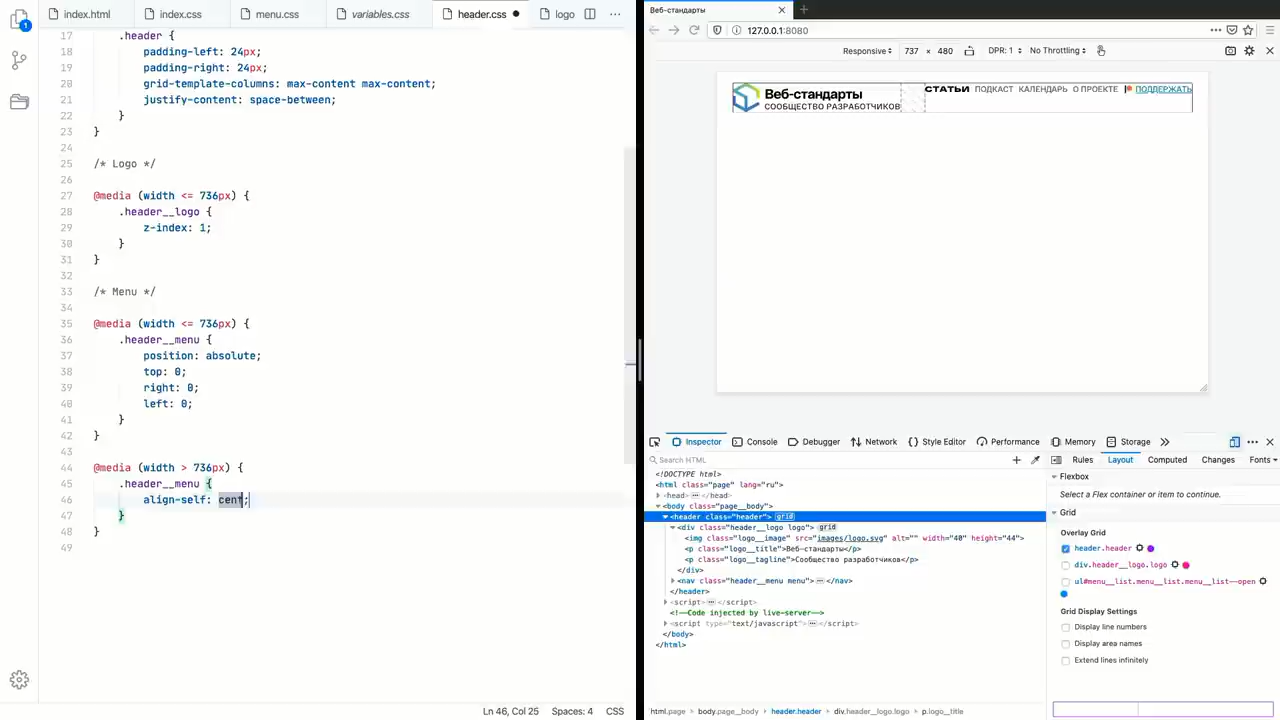 index.html
index.css
menu.css
variables.css
header.css
logo
17 .header {
18 padding-left: 24px;
19 padding-right: 24px;
20 grid-template-columns: max-content max-content;
21 justify-content: space-between;
22 }
23 }
24
25 /* Logo */
26
27 @media (width <= 736px) {
28 .header__logo {
29 z-index: 1;
30 }
31 }
32
33 /* Menu */
34
35 @media (width <= 736px) {
36 .header__menu {
37 position: absolute;
38 top: 0;
39 right: 0;
40 left: 0;
41 }
42 }
43
44 @media (width > 736px) {
45 .header__menu {
46 align-self: cent;
47 }
48 }
49
1
Ln 46, Col 25 Spaces: 4 CSS
Веб-стандарты
127.0.0.1:8080
Responsive 737 × 480 DPR: 1 No Throttling
Веб-стандарты
СООБЩЕСТВО РАЗРАБОТЧИКОВ
СТАТЬИ ПОДКАСТ КАЛЕНДАРЬ О ПРОЕКТЕ ПОДДЕРЖАТЬ
Inspector Console Debugger Network Style Editor Performance Memory Storage
Search HTML
Rules Layout Computed Changes Fonts
<!DOCTYPE html>
<html class="page" lang="ru">
<head> </head>
<body class="page__body">
<header class="header"> grid
<div class="header__logo logo"> grid
<img class="logo__image" src="images/logo.svg" alt="" width="40" height="44">
<p class="logo__title">Веб-стандарты</p>
<p class="logo__tagline">Сообщество разработчиков</p>
</div>
<nav class="header__menu menu"> </nav>
</header>
<script> </script>
<!--Code injected by live-server-->
<script type="text/javascript"> </script>
</body>
</html>
Flexbox
Select a Flex container or item to continue.
Grid
Overlay Grid
header.header
div.header__logo.logo
ul#menu__list.menu__list.menu__list--open
Grid Display Settings
Display line numbers
Display area names
Extend lines infinitely
html.page body.page__body header.header div.header__logo.logo p.logo__title